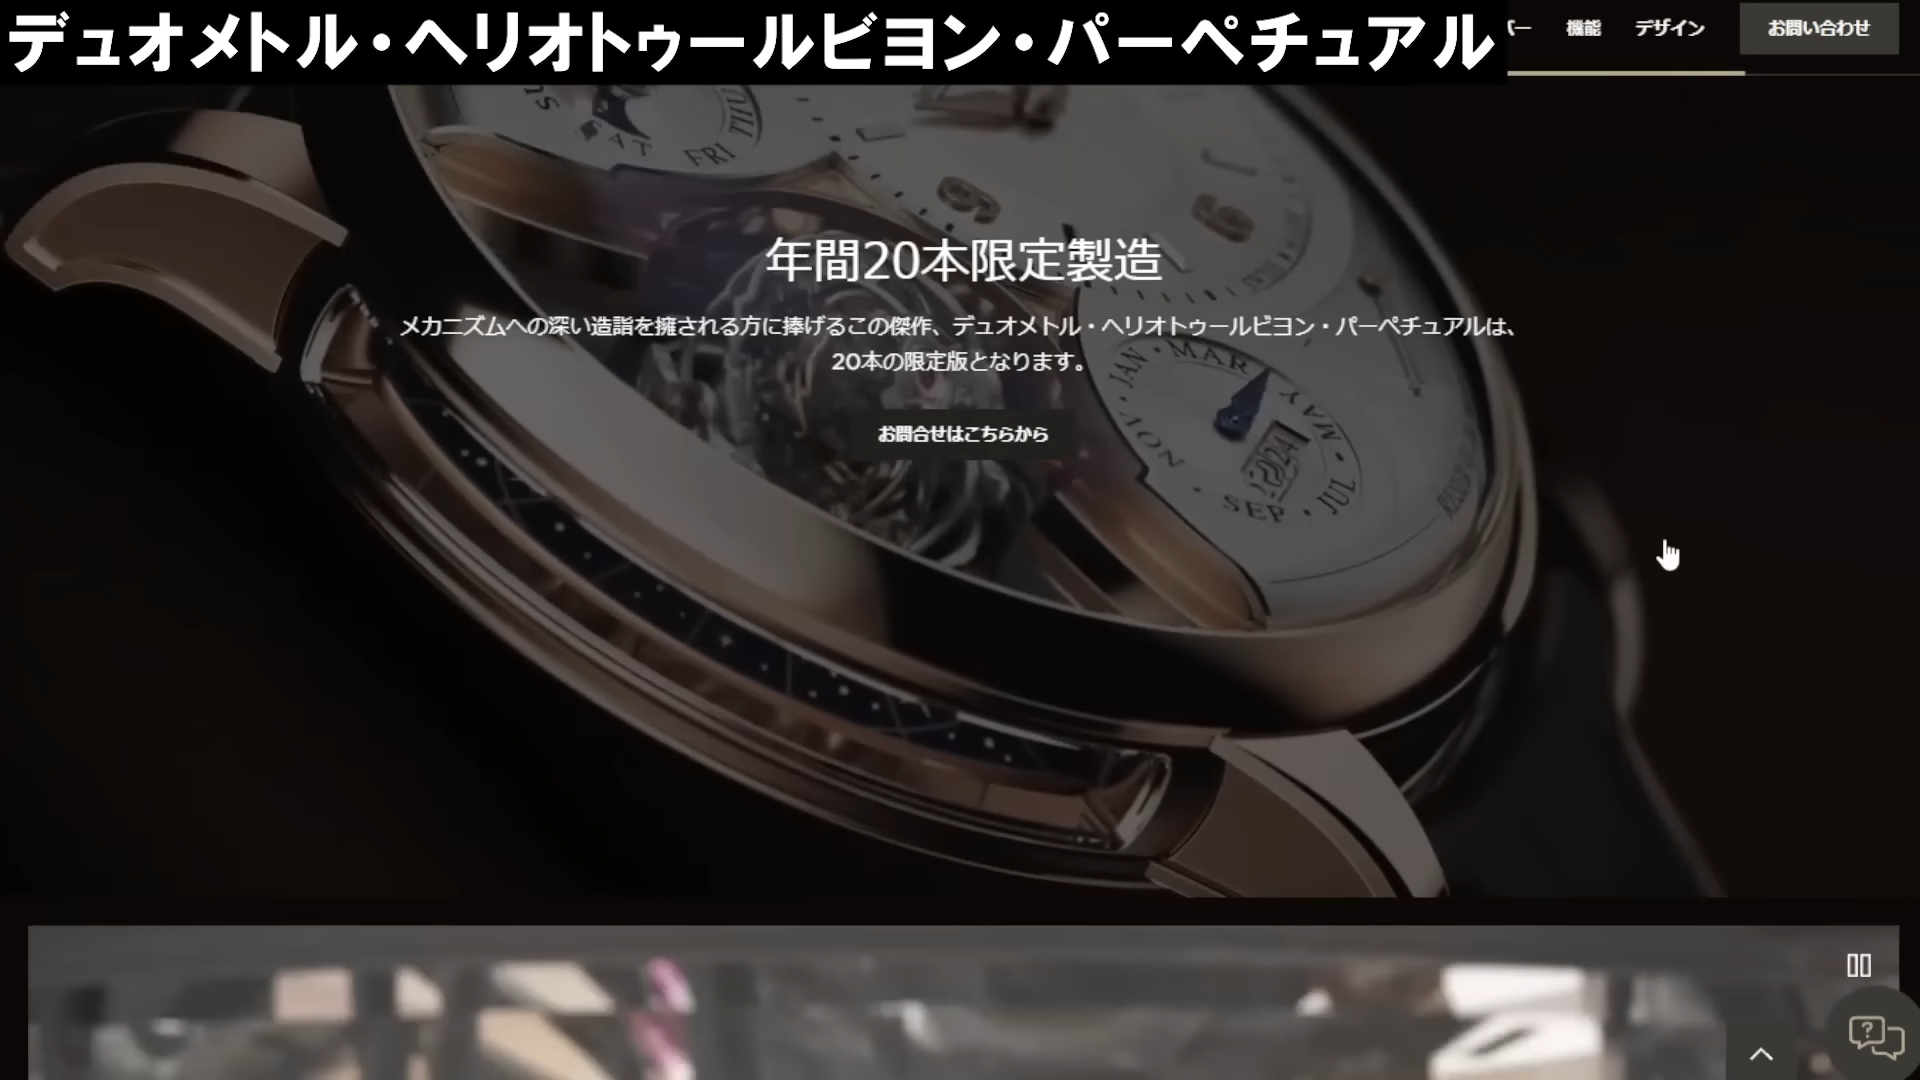 デュオメトル・ヘリオトゥールビヨン・パーペチュアル
機能
デザイン
お問い合わせ
年間20本限定製造
メカニズムへの深い造詣を擁される方に捧げるこの傑作、デュオメトル・ヘリオトゥールビヨン・パーペチュアルは、
20本の限定版となります。
お問合せはこちらから
SAT
FRI
THU
JAN・MAR
MAY
JUL
SEP
NOV
2024